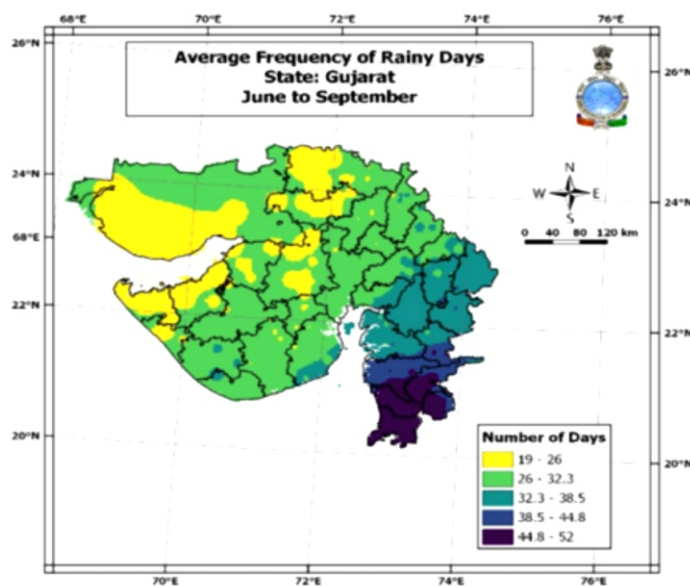 68°E 70°E 72°E 74°E 76°E
26°N
Average Frequency of Rainy Days
State: Gujarat
June to September
26°N
24°N
N
W E
S
24°N
0 40 80 120 km
68°E
22°N
22°N
20°N
20°N
Number of Days
19 - 26
26 - 32.3
32.3 - 38.5
38.5 - 44.8
44.8 - 52
70°E 72°E 74°E 76°E